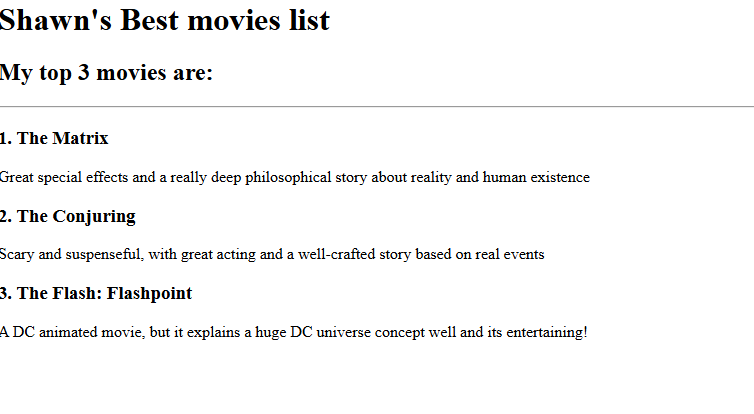 Shawn's Best movies list
My top 3 movies are:
1. The Matrix
Great special effects and a really deep philosophical story about reality and human existence
2. The Conjuring
Scary and suspenseful, with great acting and a well-crafted story based on real events
3. The Flash: Flashpoint
A DC animated movie, but it explains a huge DC universe concept well and its entertaining!